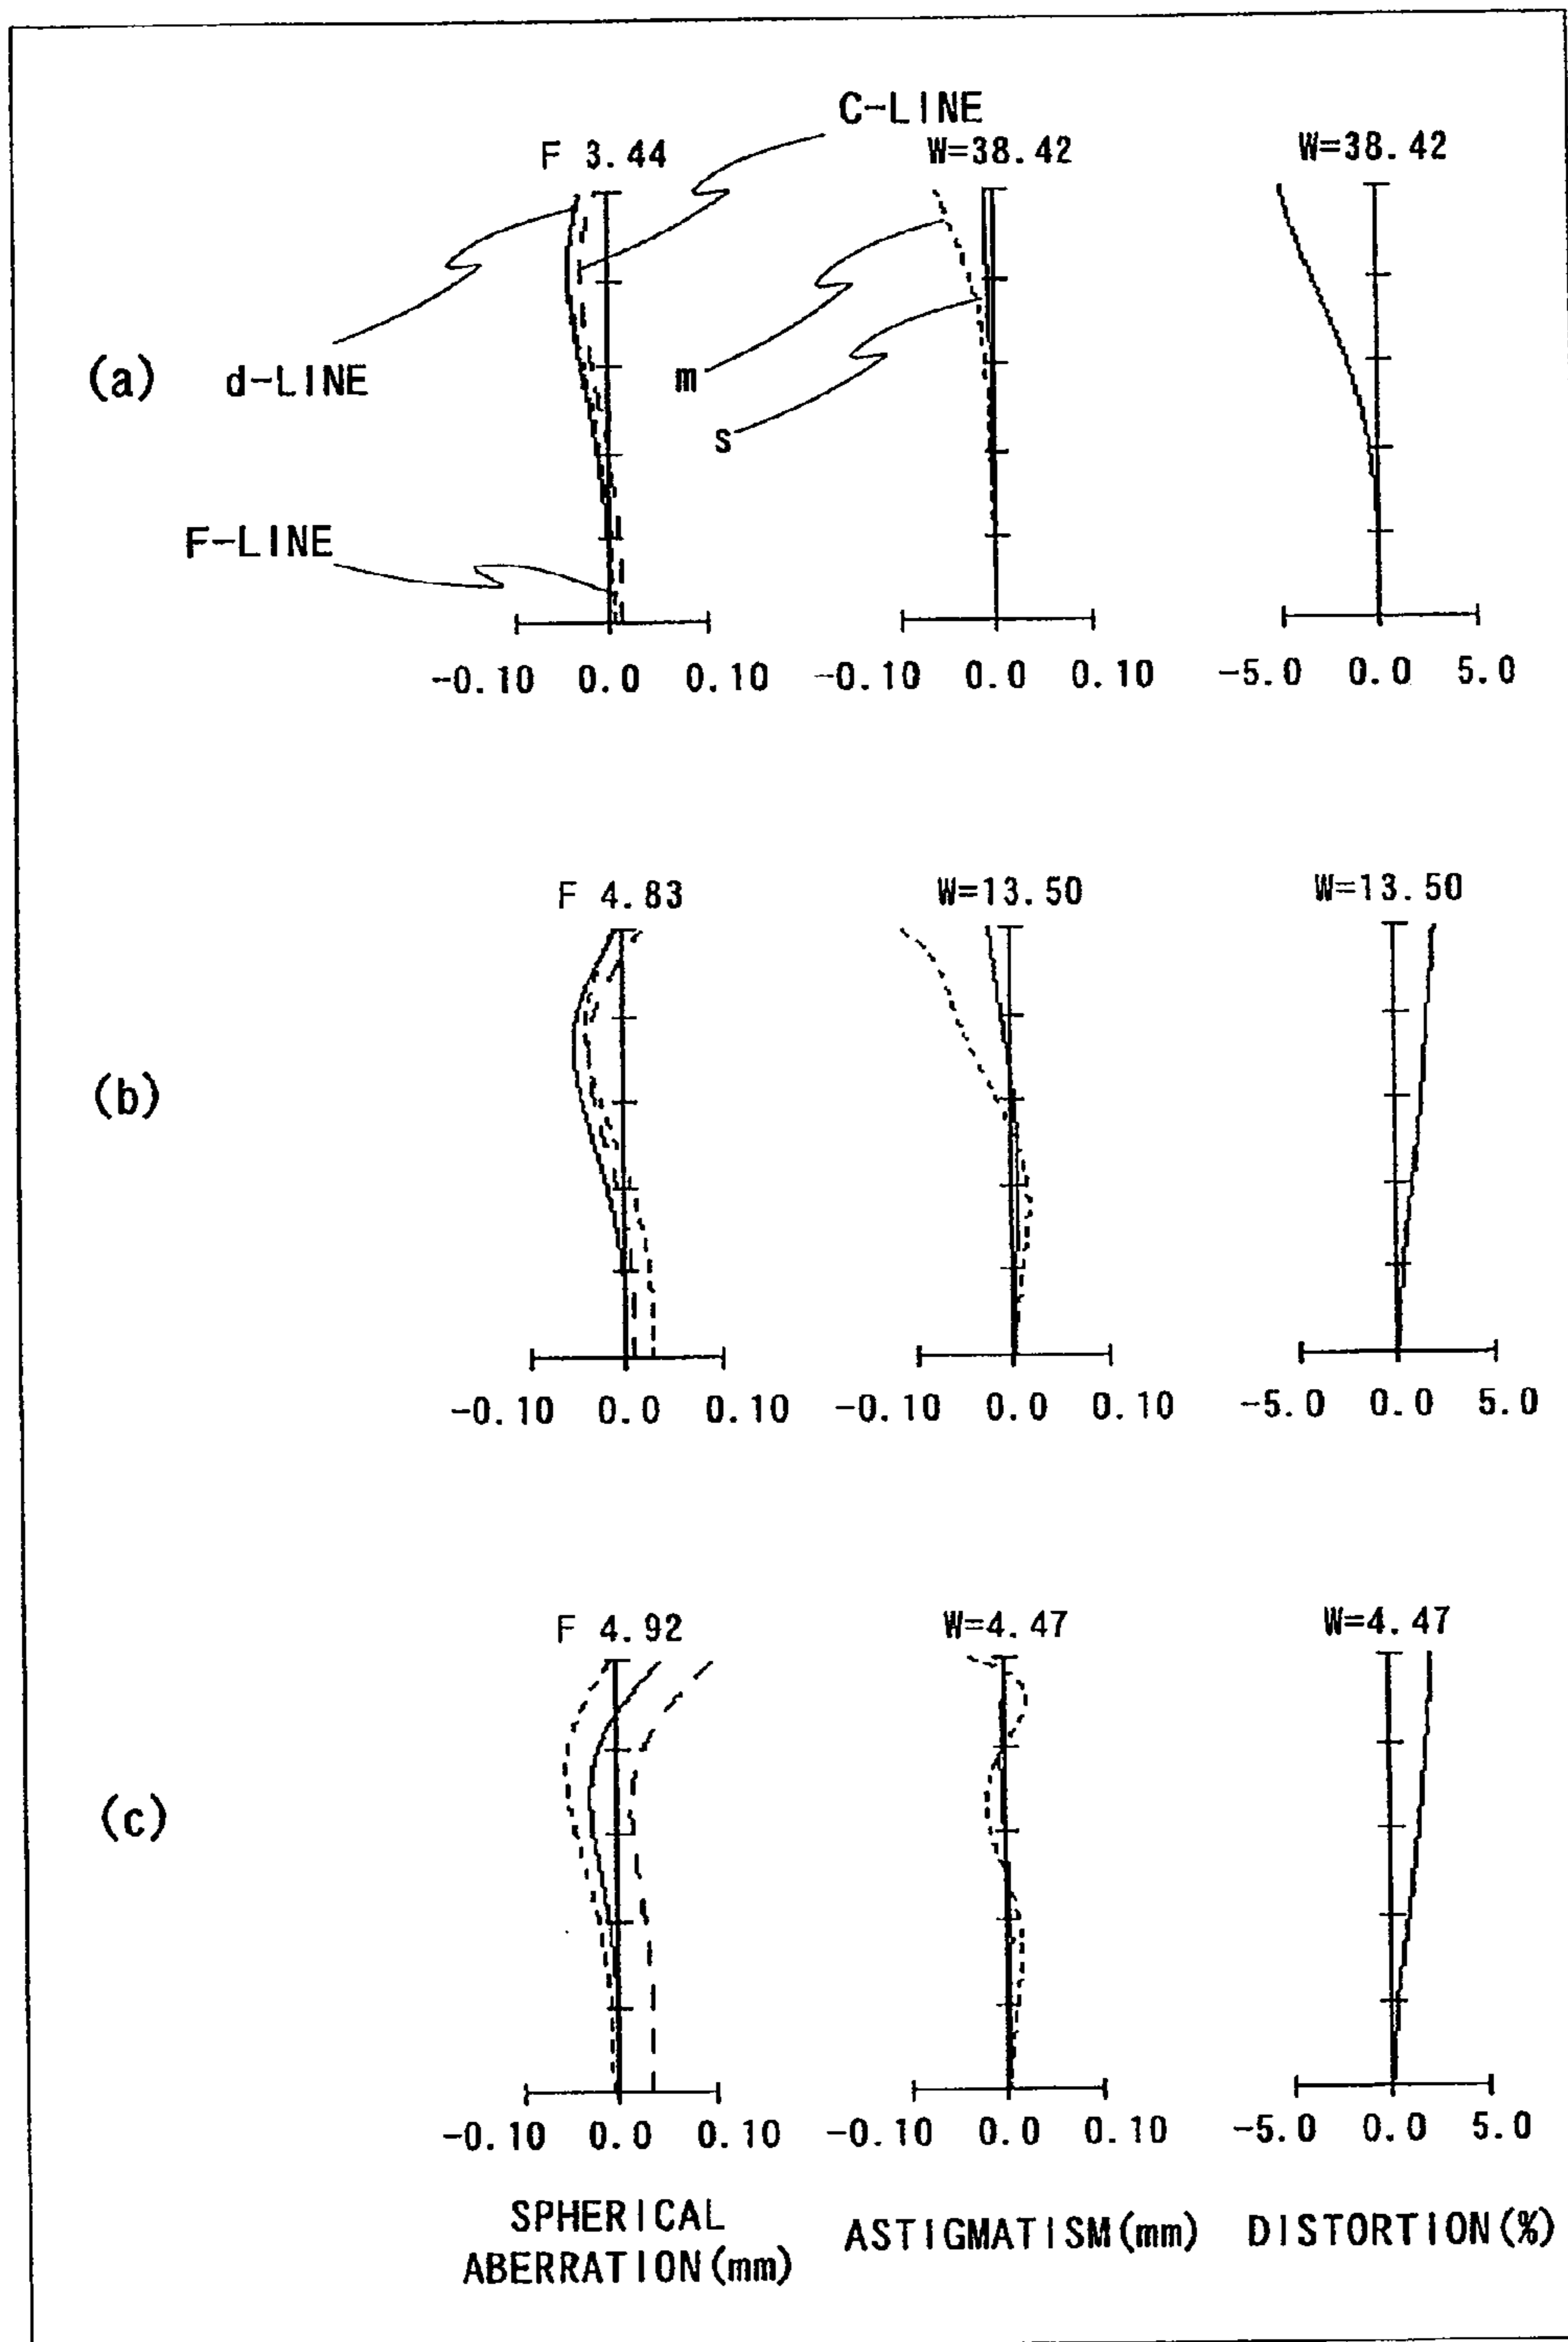 C-LINE
F 3.44 W=38.42 W=38.42
(a) d-LINE m
s
F-LINE
-0.10 0.0 0.10 -0.10 0.0 0.10 -5.0 0.0 5.0
F 4.83 W=13.50 W=13.50
(b)
-0.10 0.0 0.10 -0.10 0.0 0.10 -5.0 0.0 5.0
F 4.92 W=4.47 W=4.47
(c)
-0.10 0.0 0.10 -0.10 0.0 0.10 -5.0 0.0 5.0
SPHERICAL
ABERRATION(mm) ASTIGMATISM(mm) DISTORTION(%)